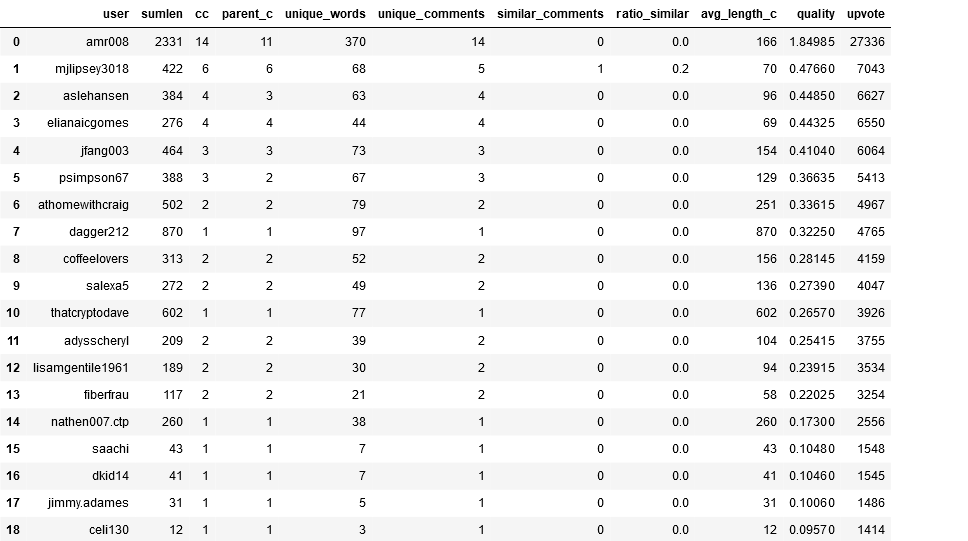 user sumlen cc parent_c unique_words unique_comments similar_comments ratio_similar avg_length_c quality upvote
0 amr008 2331 14 11 370 14 0 0.0 166 1.84985 27336
1 mjlipsey3018 422 6 6 68 5 1 0.2 70 0.47660 7043
2 aslehansen 384 4 3 63 4 0 0.0 96 0.44850 6627
3 elianaicgomes 276 4 4 44 4 0 0.0 69 0.44325 6550
4 jfang003 464 3 3 73 3 0 0.0 154 0.41040 6064
5 psimpson67 388 3 2 67 3 0 0.0 129 0.36635 5413
6 athomewithcraig 502 2 2 79 2 0 0.0 251 0.33615 4967
7 dagger212 870 1 1 97 1 0 0.0 870 0.32250 4765
8 coffeelovers 313 2 2 52 2 0 0.0 156 0.28145 4159
9 salexa5 272 2 2 49 2 0 0.0 136 0.27390 4047
10 thatcryptodave 602 1 1 77 1 0 0.0 602 0.26570 3926
11 adysscheryl 209 2 2 39 2 0 0.0 104 0.25415 3755
12 lisamgentile1961 189 2 2 30 2 0 0.0 94 0.23915 3534
13 fiberfrau 117 2 2 21 2 0 0.0 58 0.22025 3254
14 nathen007.ctp 260 1 1 38 1 0 0.0 260 0.17300 2556
15 saachi 43 1 1 7 1 0 0.0 43 0.10480 1548
16 dkid14 41 1 1 7 1 0 0.0 41 0.10460 1545
17 jimmy.adames 31 1 1 5 1 0 0.0 31 0.10060 1486
18 celi130 12 1 1 3 1 0 0.0 12 0.09570 1414